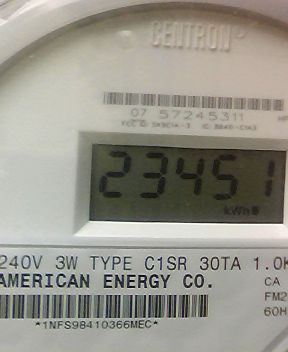 CENTRON®
07 57245311
23451
kWh
240V 3W TYPE C1SR 30TA 1.0K
AMERICAN ENERGY CO.
CA
FM2
60H
*1NFS98410366MEC*